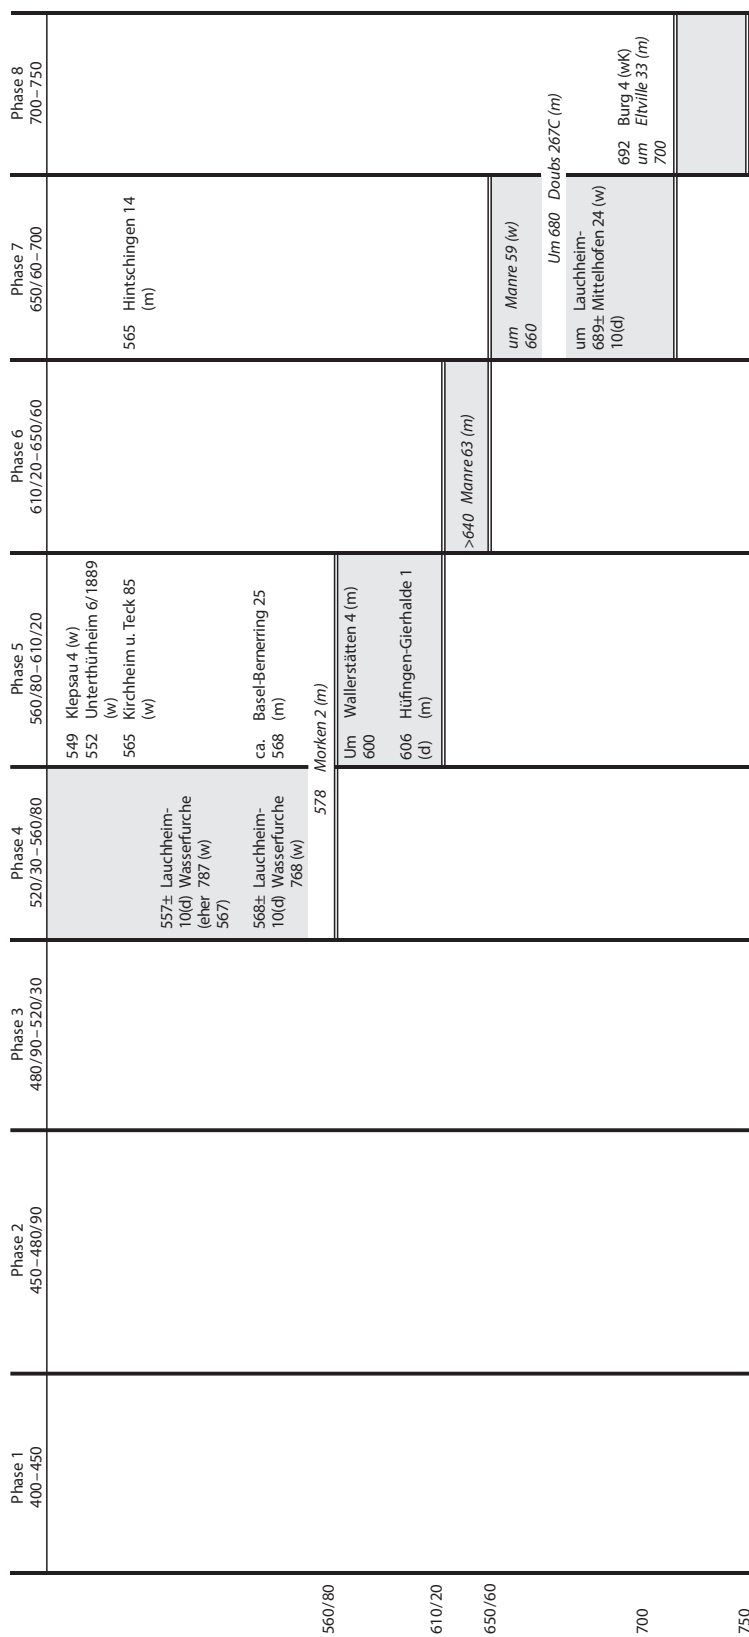 Phase 1
400–450
Phase 2
450–480/90
Phase 3
480/90–520/30
Phase 4
520/30–560/80
Phase 5
560/80–610/20
Phase 6
610/20–650/60
Phase 7
650/60–700
Phase 8
700–750
557± Lauchheim-
10(d) Wasserfurche
(eher 787 (w)
567)
568± Lauchheim-
10(d) Wasserfurche
768 (w)
578 Morken 2 (m)
549 Klepsau 4 (w)
552 Unterthürheim 6/1889
(w)
565 Kirchheim u. Teck 85
(w)
ca. Basel-Bernerring 25
568 (m)
Um Wallerstätten 4 (m)
600
606 Hüfingen-Gierhalde 1
(d) (m)
>640 Manre 63 (m)
565 Hintschingen 14
(m)
um Manre 59 (w)
660
Um 680 Doubs 267C (m)
um Lauchheim-
689± Mittelhofen 24 (w)
10(d)
692 Burg 4 (wK)
um Eltville 33 (m)
700
560/80
610/20
650/60
700
750